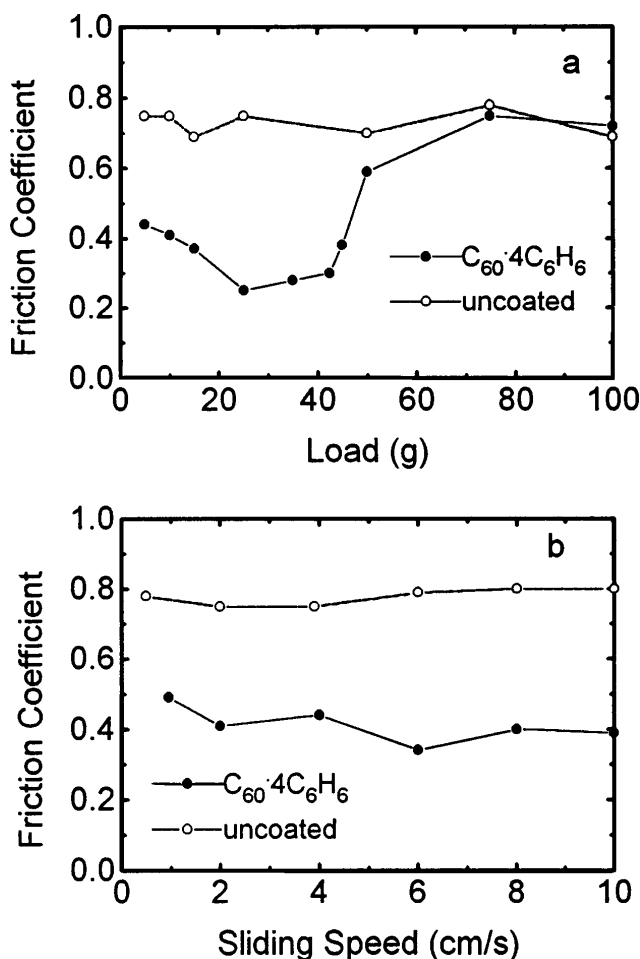 a
Friction Coefficient
1.0
0.8
0.6
0.4
0.2
0.0
C₆₀·4C₆H₆
uncoated
0 20 40 60 80 100
Load (g)
b
Friction Coefficient
1.0
0.8
0.6
0.4
0.2
0.0
C₆₀·4C₆H₆
uncoated
0 2 4 6 8 10
Sliding Speed (cm/s)